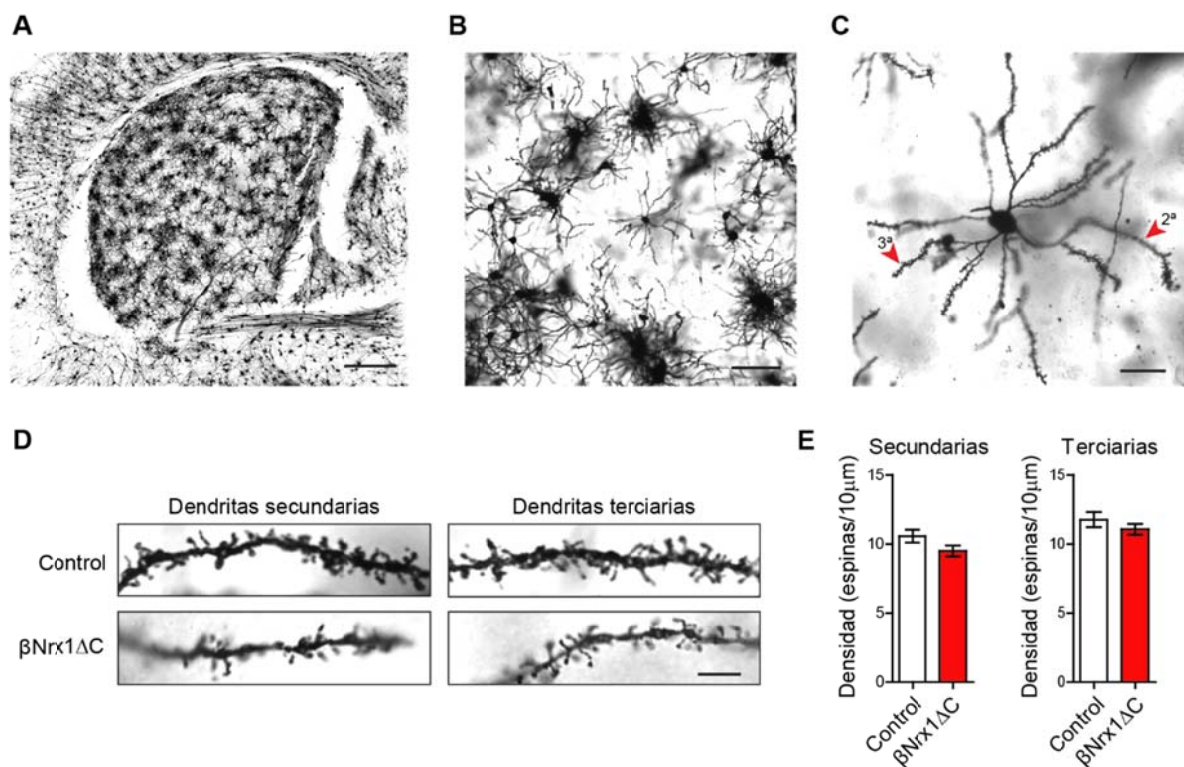 A
B
C
2ª
3ª
D
Dendritas secundarias
Dendritas terciarias
Control
βNrx1ΔC
E
Secundarias
Terciarias
Densidad (espinas/10μm)
15
10
5
0
Control
βNrx1ΔC
Densidad (espinas/10μm)
15
10
5
0
Control
βNrx1ΔC